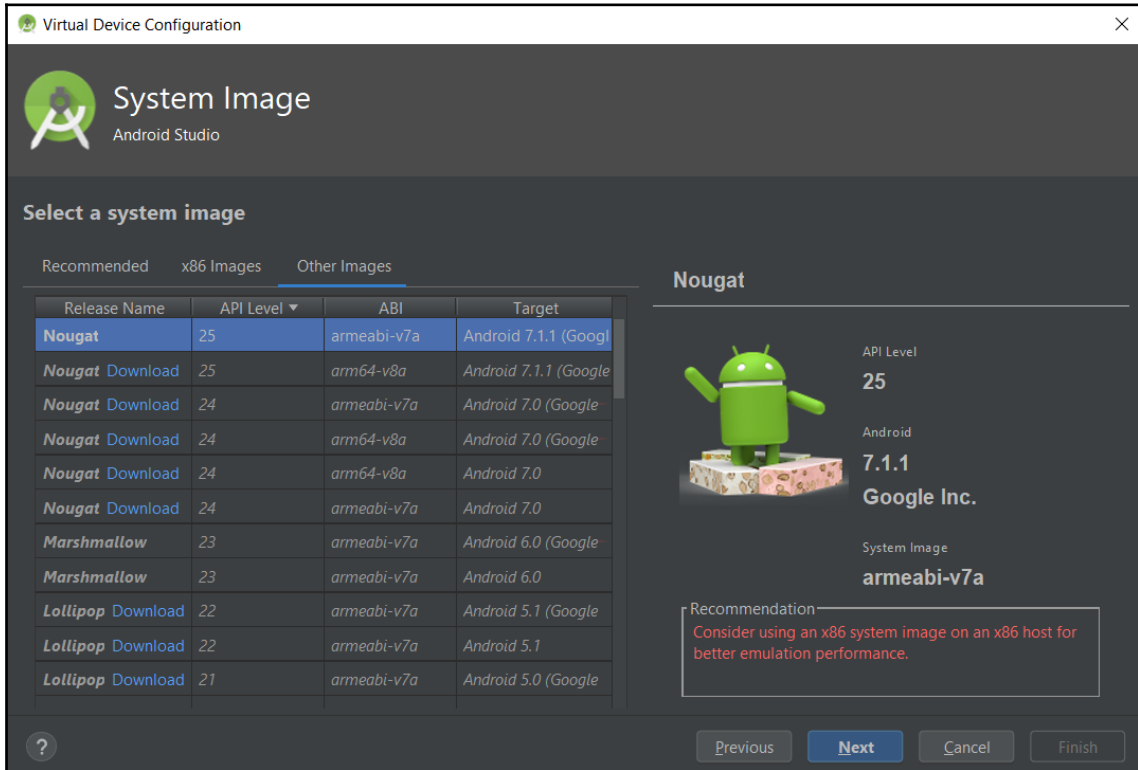 Virtual Device Configuration
System Image
Android Studio
Select a system image
Recommended x86 Images Other Images
Release Name API Level ▼ ABI Target
Nougat 25 armeabi-v7a Android 7.1.1 (Googl
Nougat Download 25 arm64-v8a Android 7.1.1 (Google
Nougat Download 24 armeabi-v7a Android 7.0 (Google
Nougat Download 24 arm64-v8a Android 7.0 (Google
Nougat Download 24 arm64-v8a Android 7.0
Nougat Download 24 armeabi-v7a Android 7.0
Marshmallow 23 armeabi-v7a Android 6.0 (Google
Marshmallow 23 armeabi-v7a Android 6.0
Lollipop Download 22 armeabi-v7a Android 5.1 (Google
Lollipop Download 22 armeabi-v7a Android 5.1
Lollipop Download 21 armeabi-v7a Android 5.0 (Google
Nougat
API Level
25
Android
7.1.1
Google Inc.
System Image
armeabi-v7a
Recommendation
Consider using an x86 system image on an x86 host for
better emulation performance.
? Previous Next Cancel Finish